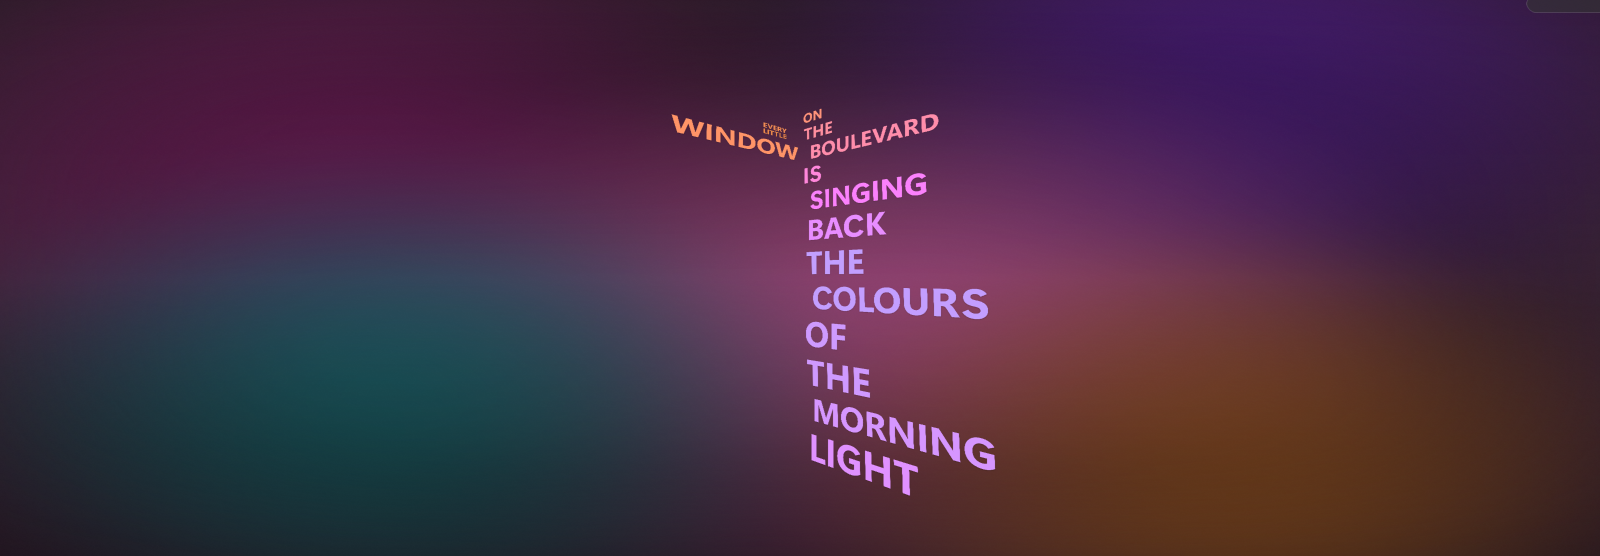 EVERY
LITTLE
WINDOW
ON
THE
BOULEVARD
IS
SINGING
BACK
THE
COLOURS
OF
THE
MORNING
LIGHT